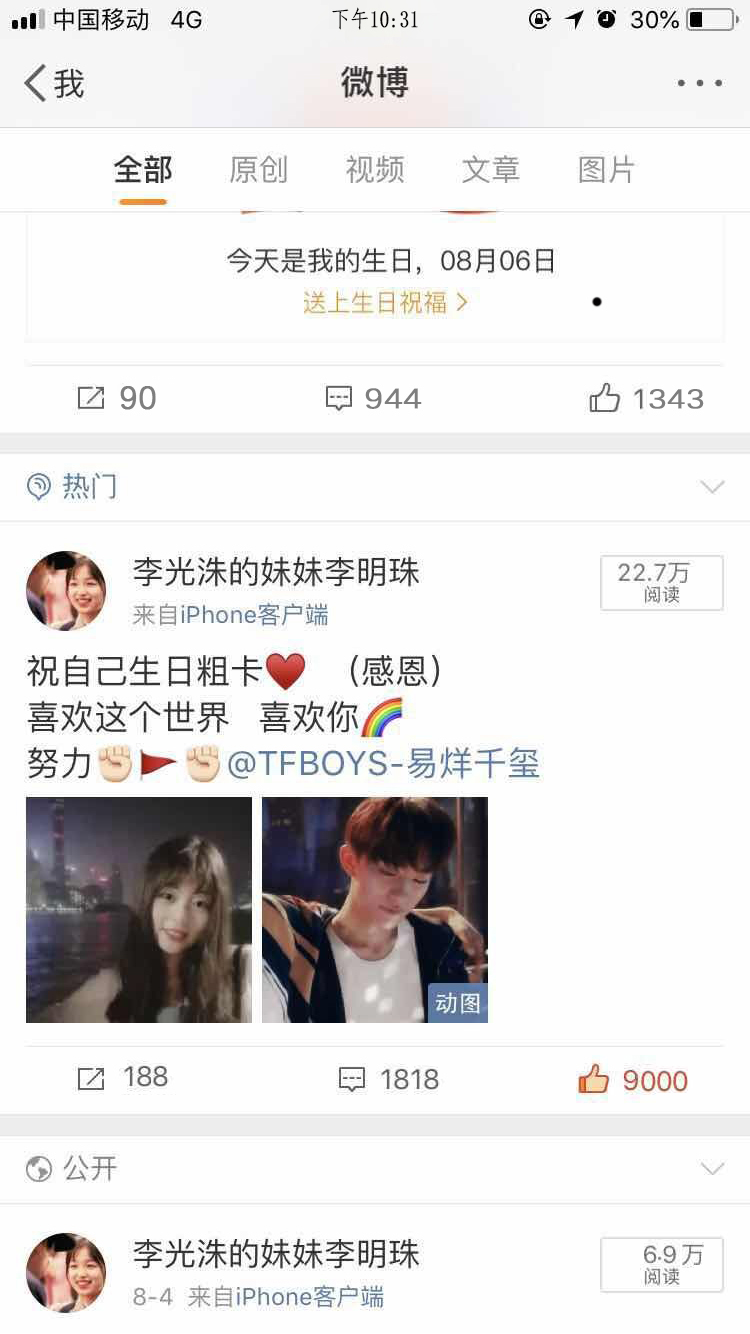 中国移动 4G 下午10:31 30%
我 微博
全部 原创 视频 文章 图片
今天是我的生日，08月06日
送上生日祝福
90 944 1343
热门
李光洙的妹妹李明珠
22.7万
来自iPhone客户端
阅读
祝自己生日粗卡♥️ （感恩）
喜欢这个世界 喜欢你🌈
努力✊🏻🚩✊🏻@TFBOYS-易烊千玺
动图
188 1818 9000
公开
李光洙的妹妹李明珠
6.9万
8-4 来自iPhone客户端
阅读